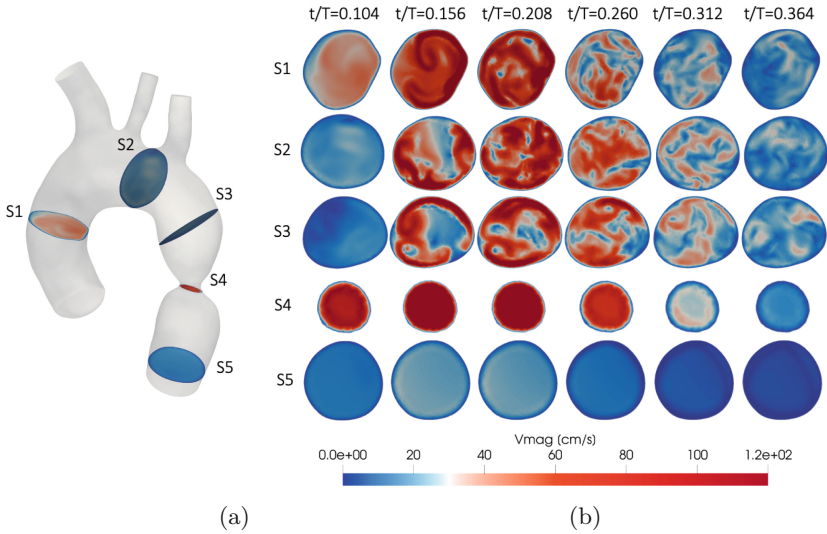 t/T=0.104 t/T=0.156 t/T=0.208 t/T=0.260 t/T=0.312 t/T=0.364
S1
S2
S3
S4
S5
S1
S2
S3
S4
S5
Vmag (cm/s)
0.0e+00 20 40 60 80 100 1.2e+02
(a) (b)